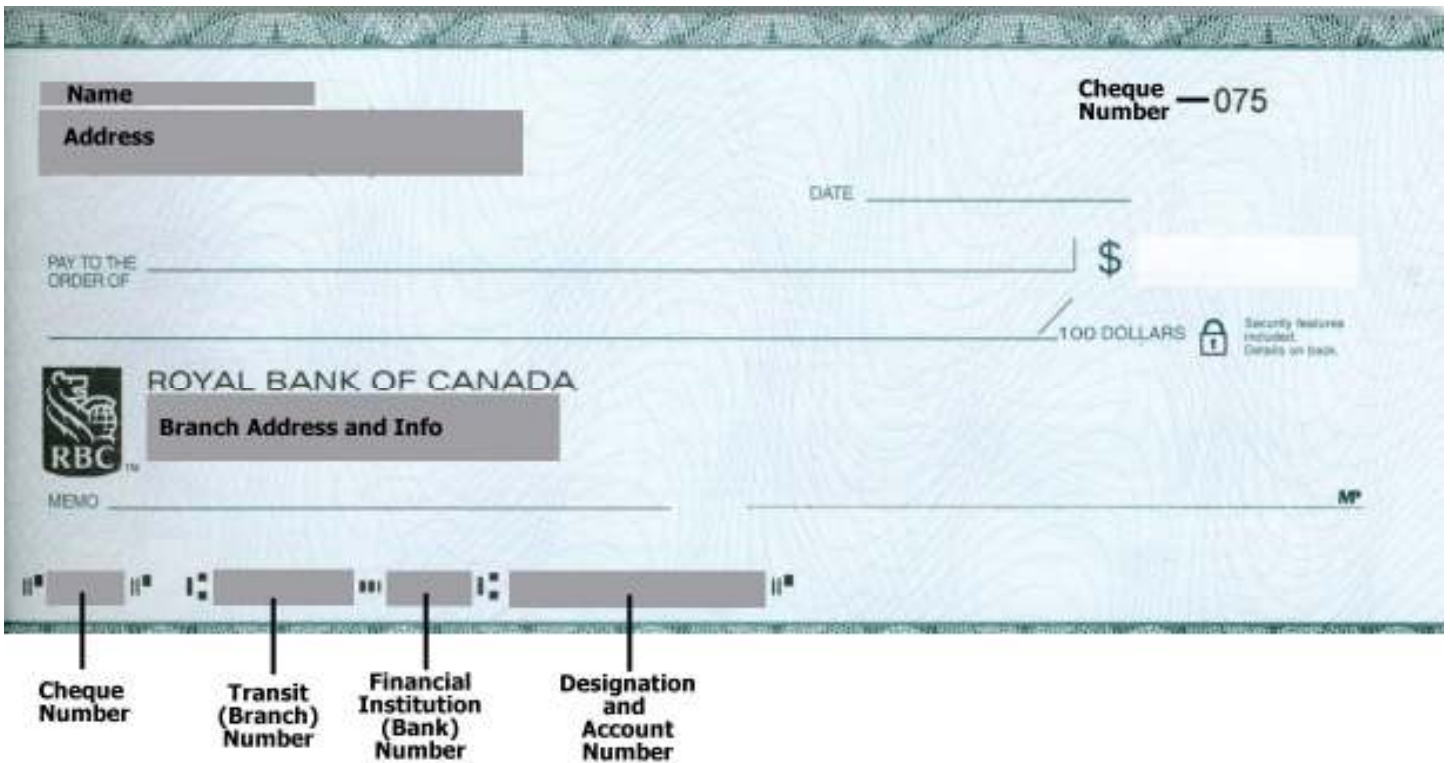 Name
Cheque
Number
075
Address
DATE
PAY TO THE
ORDER OF
$
100 DOLLARS
Security features
included.
Details on back.
ROYAL BANK OF CANADA
Branch Address and Info
RBC
TM
MEMO
MP
Cheque
Number
Transit
(Branch)
Number
Financial
Institution
(Bank)
Number
Designation
and
Account
Number